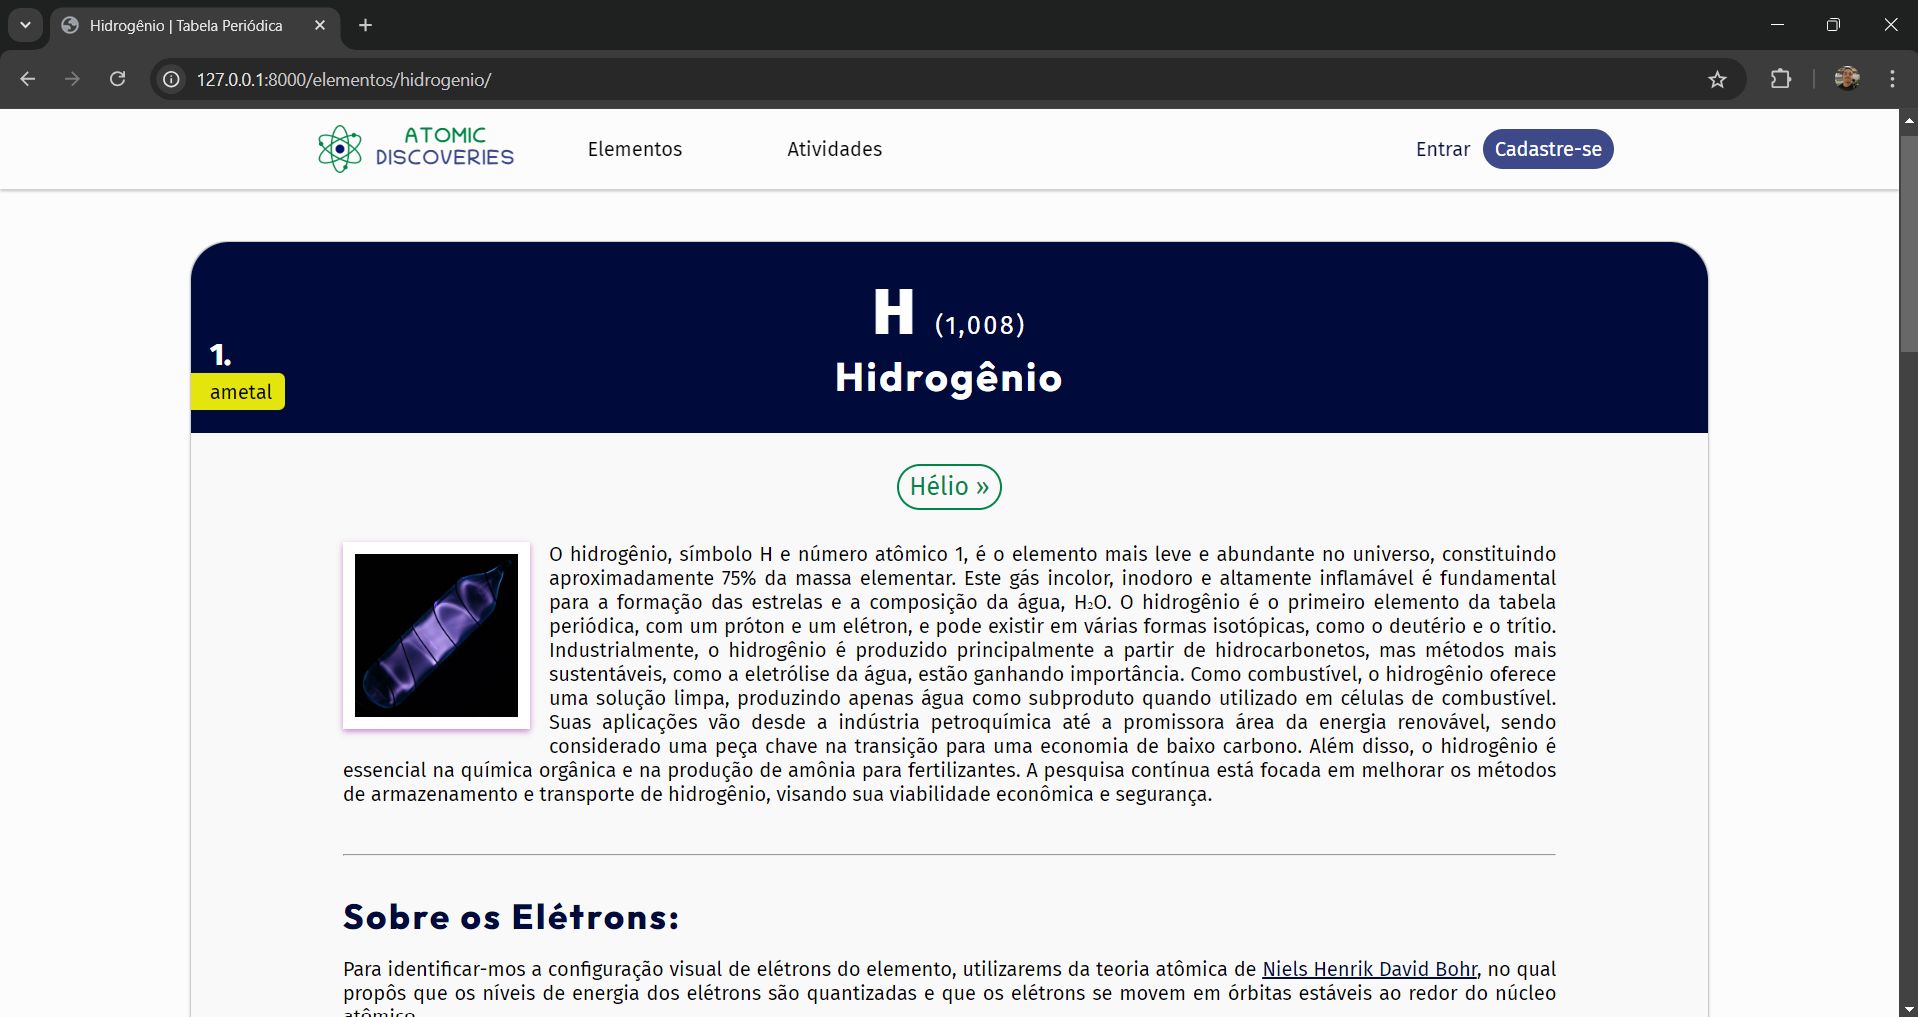 Hidrogênio | Tabela Periódica
127.0.0.1:8000/elementos/hidrogenio/
ATOMIC
DISCOVERIES
Elementos
Atividades
Entrar
Cadastre-se
H (1,008)
1.
Hidrogênio
ametal
Hélio »
O hidrogênio, símbolo H e número atômico 1, é o elemento mais leve e abundante no universo, constituindo
aproximadamente 75% da massa elementar. Este gás incolor, inodoro e altamente inflamável é fundamental
para a formação das estrelas e a composição da água, H₂O. O hidrogênio é o primeiro elemento da tabela
periódica, com um próton e um elétron, e pode existir em várias formas isotópicas, como o deutério e o trítio.
Industrialmente, o hidrogênio é produzido principalmente a partir de hidrocarbonetos, mas métodos mais
sustentáveis, como a eletrólise da água, estão ganhando importância. Como combustível, o hidrogênio oferece
uma solução limpa, produzindo apenas água como subproduto quando utilizado em células de combustível.
Suas aplicações vão desde a indústria petroquímica até a promissora área da energia renovável, sendo
considerado uma peça chave na transição para uma economia de baixo carbono. Além disso, o hidrogênio é
essencial na química orgânica e na produção de amônia para fertilizantes. A pesquisa contínua está focada em melhorar os métodos
de armazenamento e transporte de hidrogênio, visando sua viabilidade econômica e segurança.
Sobre os Elétrons:
Para identificar-mos a configuração visual de elétrons do elemento, utilizarems da teoria atômica de Niels Henrik David Bohr, no qual
propôs que os níveis de energia dos elétrons são quantizadas e que os elétrons se movem em órbitas estáveis ao redor do núcleo
atômico.